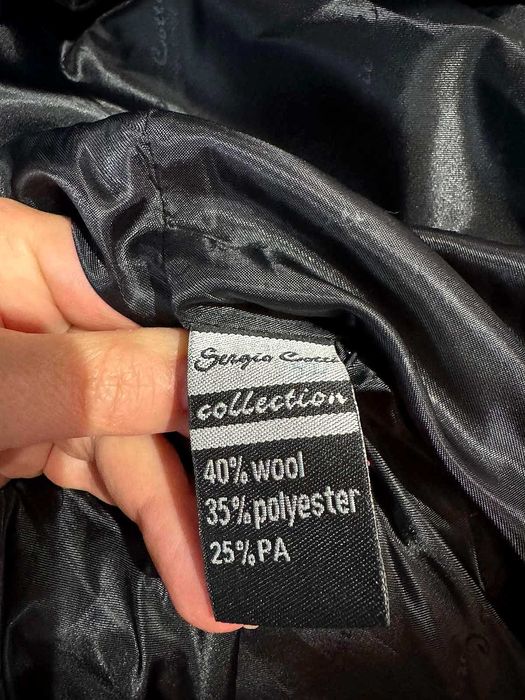 Sergio
collection
40% wool
35% polyester
25% PA